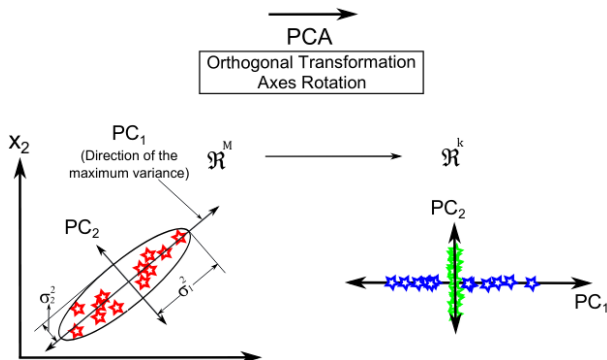 PCA
Orthogonal Transformation
Axes Rotation
x₂
PC₁
(Direction of the
maximum variance)
ℜᴹ
ℜᵏ
PC₂
σ₂²
σ₁²
PC₂
PC₁